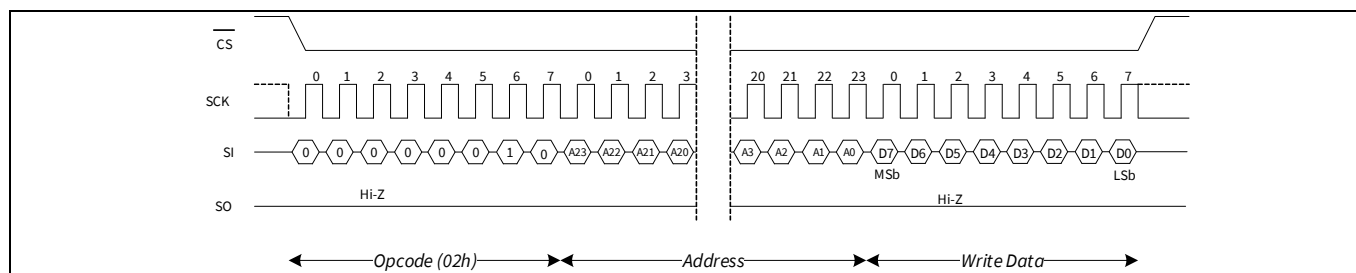 CS
0 1 2 3 4 5 6 7 0 1 2 3 20 21 22 23 0 1 2 3 4 5 6 7
SCK
SI 0 0 0 0 0 0 1 0 A23 A22 A21 A20 A3 A2 A1 A0 D7 D6 D5 D4 D3 D2 D1 D0
MSb LSb
Hi-Z Hi-Z
SO
Opcode (02h) Address Write Data